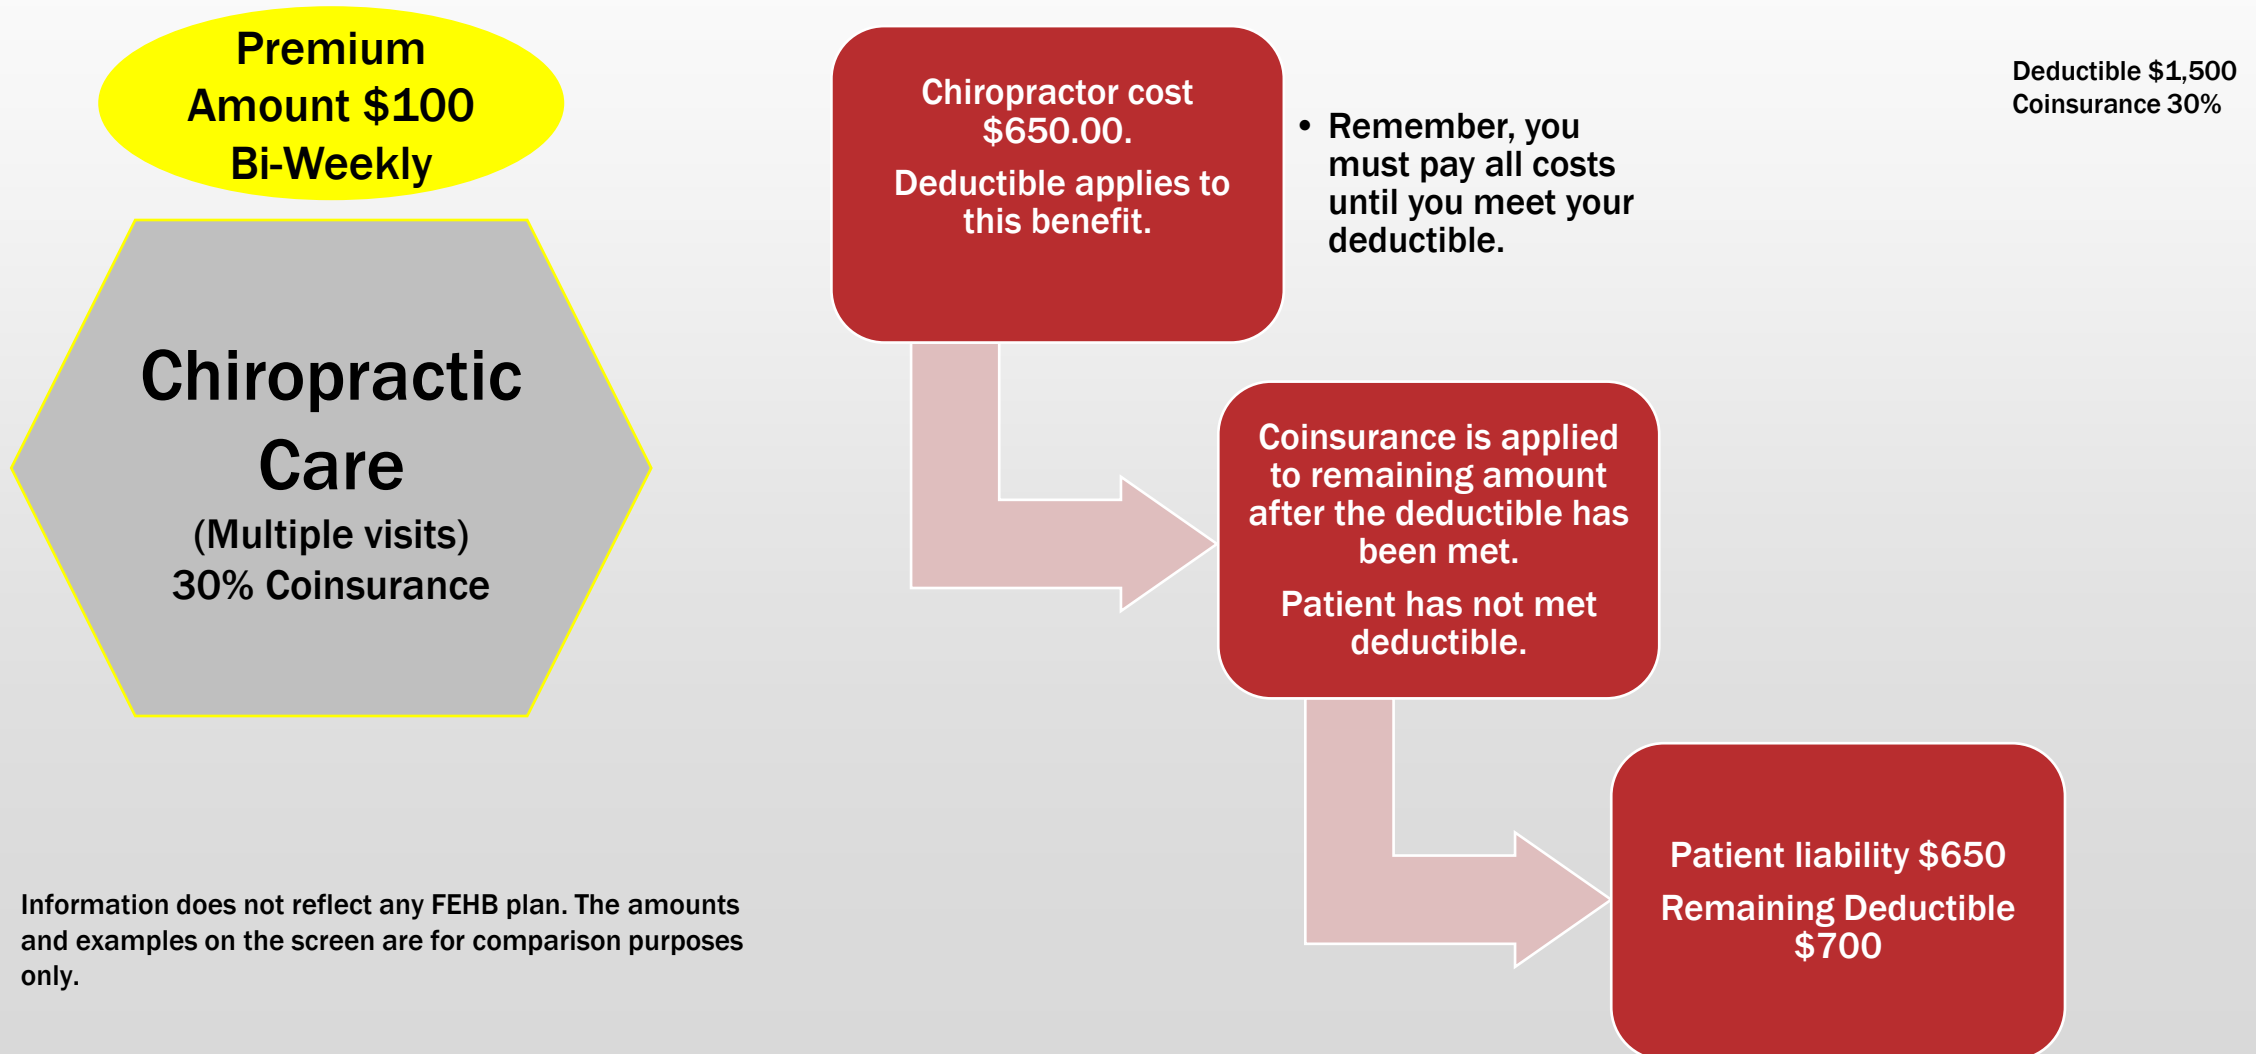 Premium
Amount $100
Bi-Weekly
Chiropractic
Care
(Multiple visits)
30% Coinsurance
Information does not reflect any FEHB plan. The amounts
and examples on the screen are for comparison purposes
only.
Chiropractor cost
$650.00.
Deductible applies to
this benefit.
• Remember, you
must pay all costs
until you meet your
deductible.
Coinsurance is applied
to remaining amount
after the deductible has
been met.
Patient has not met
deductible.
Patient liability $650
Remaining Deductible
$700
Deductible $1,500
Coinsurance 30%